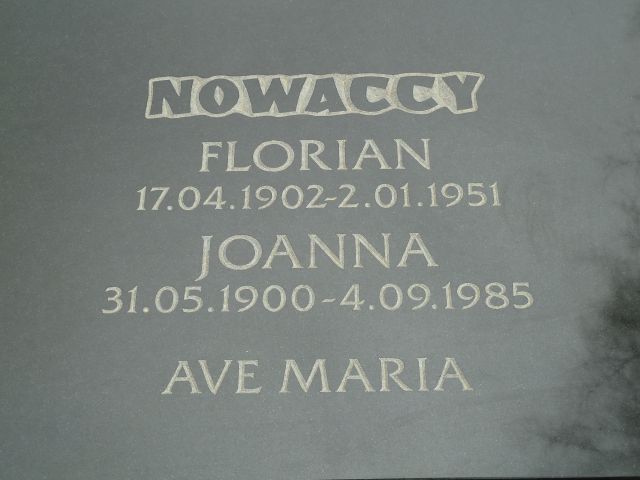 NOWACCY
FLORIAN
17.04.1902-2.01.1951
JOANNA
31.05.1900-4.09.1985
AVE MARIA